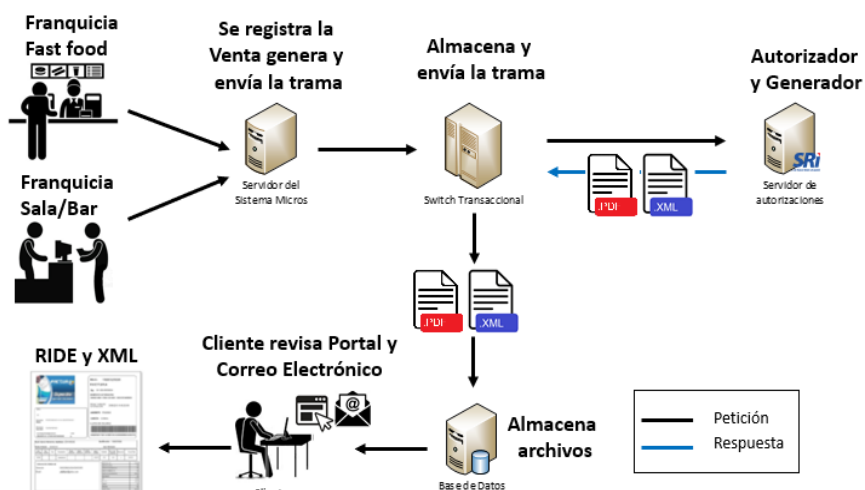 Franquicia
Fast food
Se registra la
Venta genera y
envía la trama
Almacena y
envía la trama
Autorizador
y Generador
Servidor del
Sistema Micros
Switch Transaccional
.PDF
.XML
SRi
Servidor de
autorizaciones
Franquicia
Sala/Bar
.PDF
.XML
RIDE y XML
Cliente revisa Portal y
Correo Electrónico
@
Almacena
archivos
Base de Datos
Petición
Respuesta